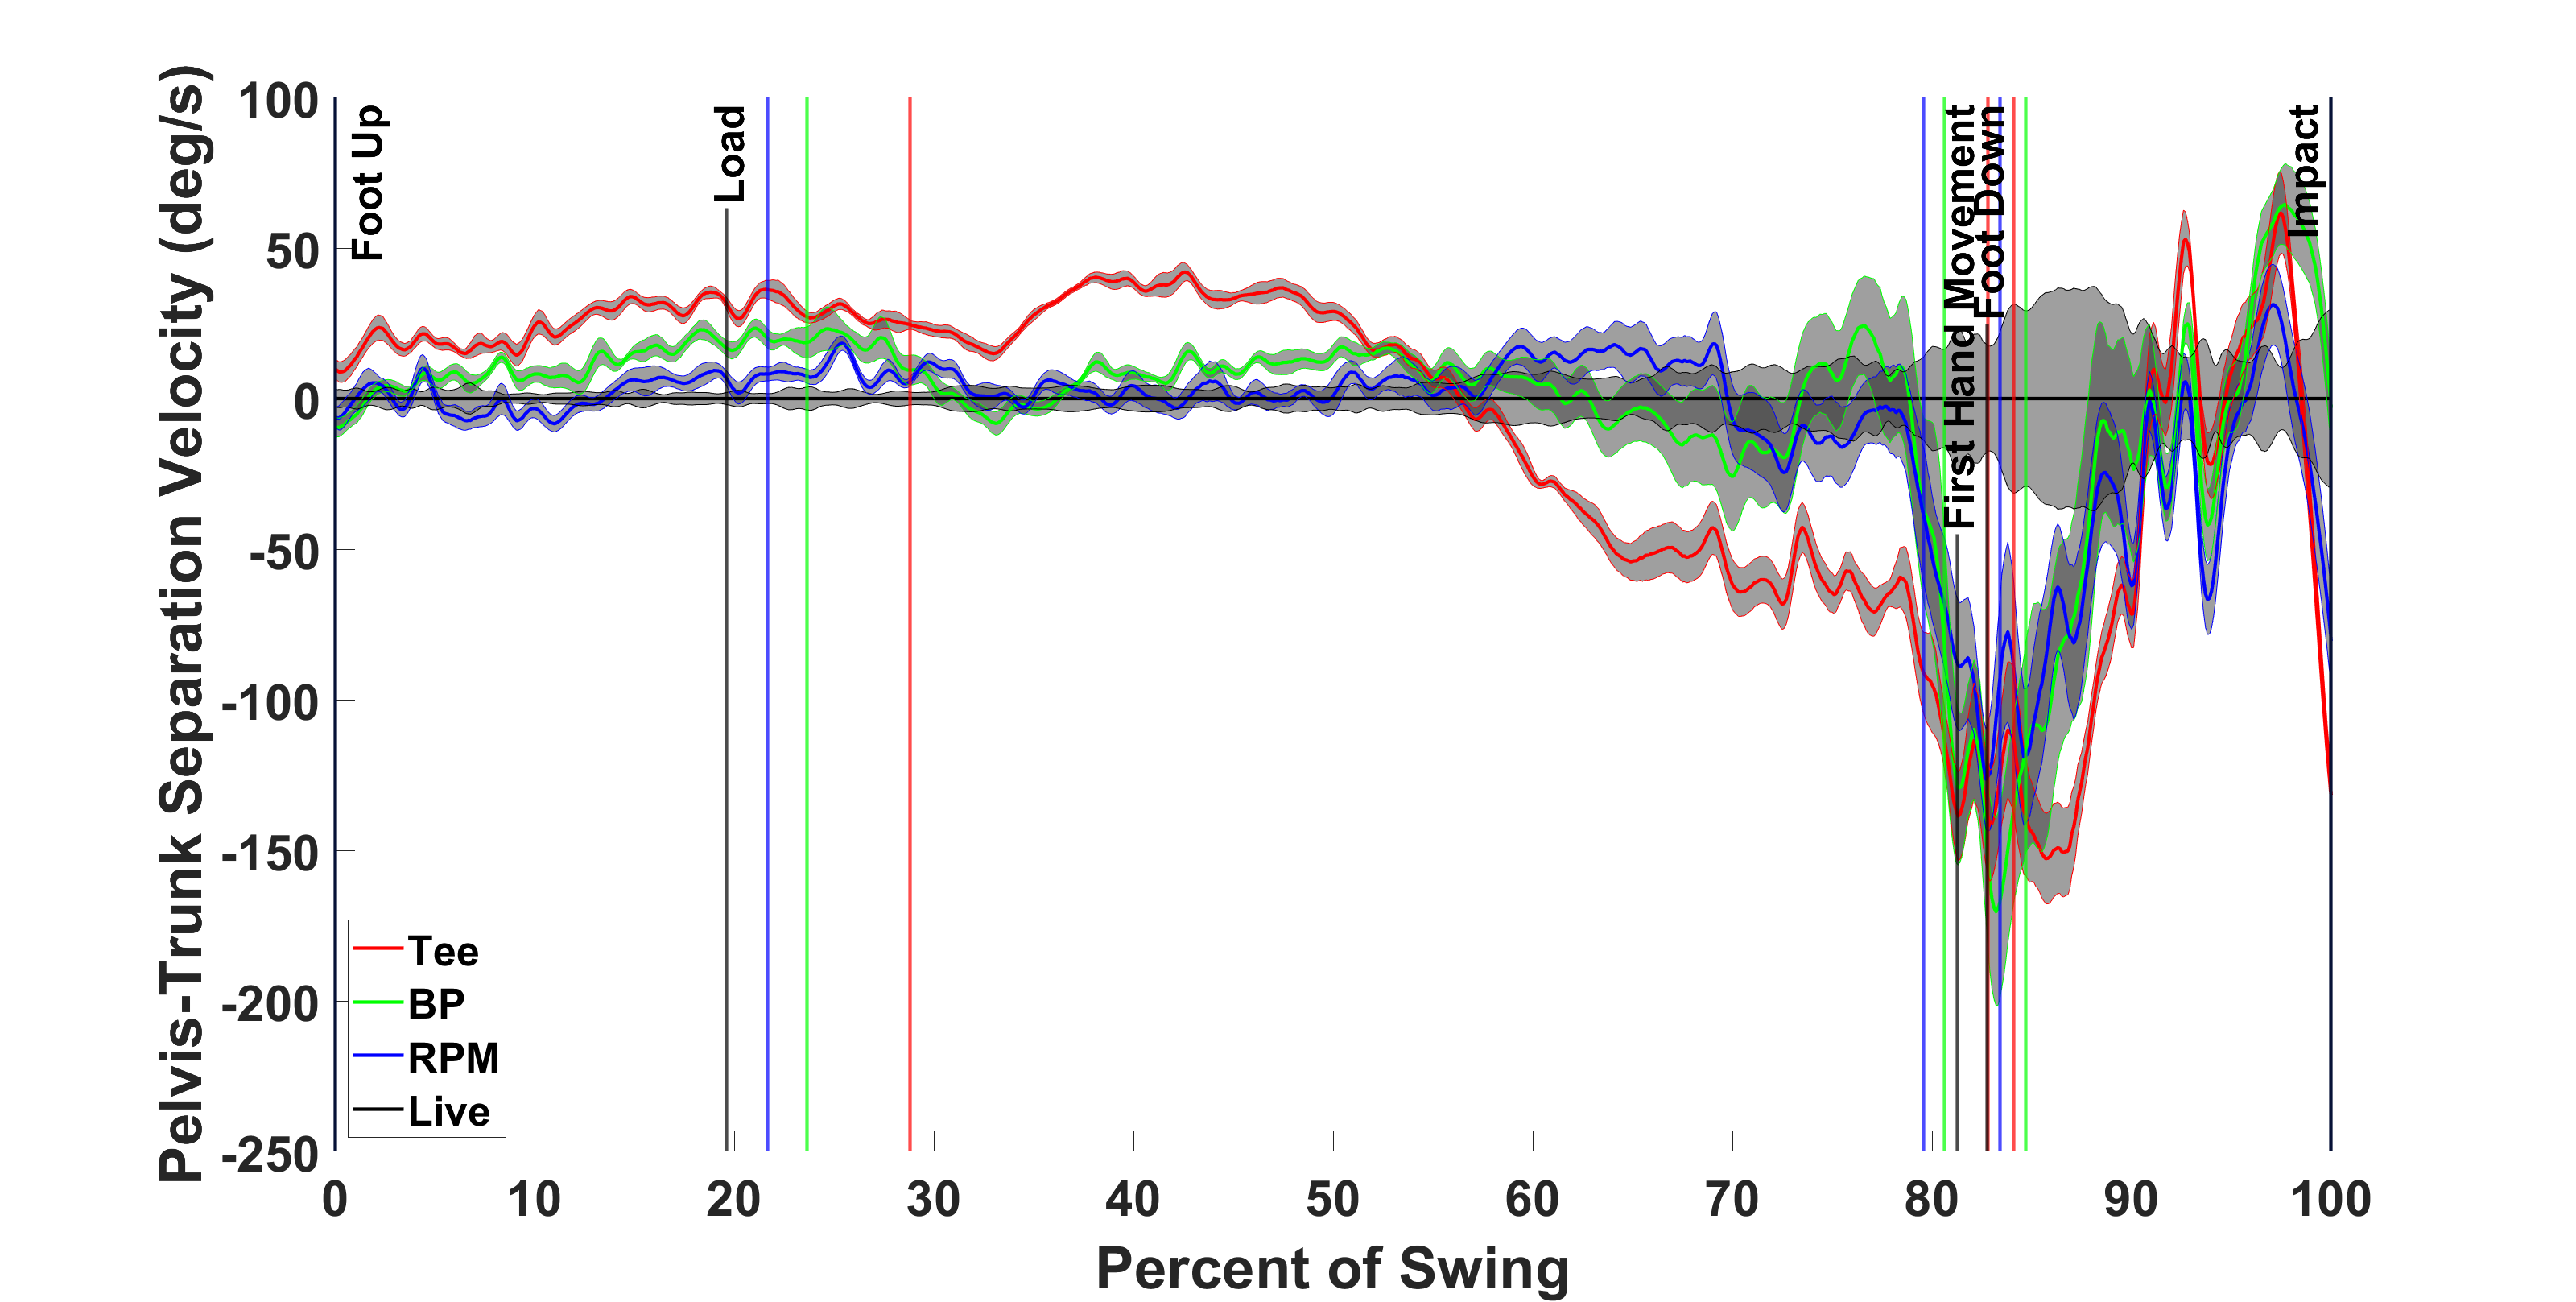 Pelvis-Trunk Separation Velocity (deg/s)
100
50
0
-50
-100
-150
-200
-250
Foot Up
Load
First Hand Movement
Foot Down
Impact
Tee
BP
RPM
Live
0 10 20 30 40 50 60 70 80 90 100
Percent of Swing